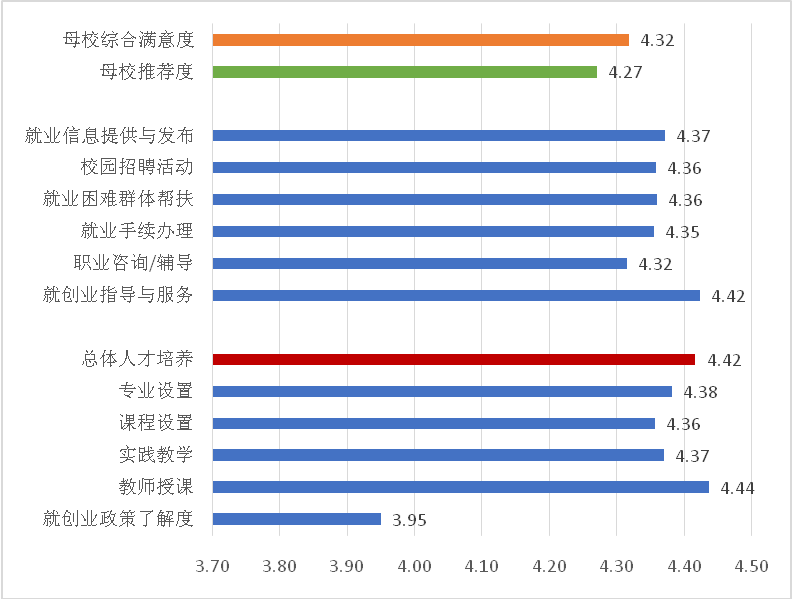 母校综合满意度 4.32
母校推荐度 4.27
就业信息提供与发布 4.37
校园招聘活动 4.36
就业困难群体帮扶 4.36
就业手续办理 4.35
职业咨询/辅导 4.32
就创业指导与服务 4.42
总体人才培养 4.42
专业设置 4.38
课程设置 4.36
实践教学 4.37
教师授课 4.44
就创业政策了解度 3.95
3.70 3.80 3.90 4.00 4.10 4.20 4.30 4.40 4.50